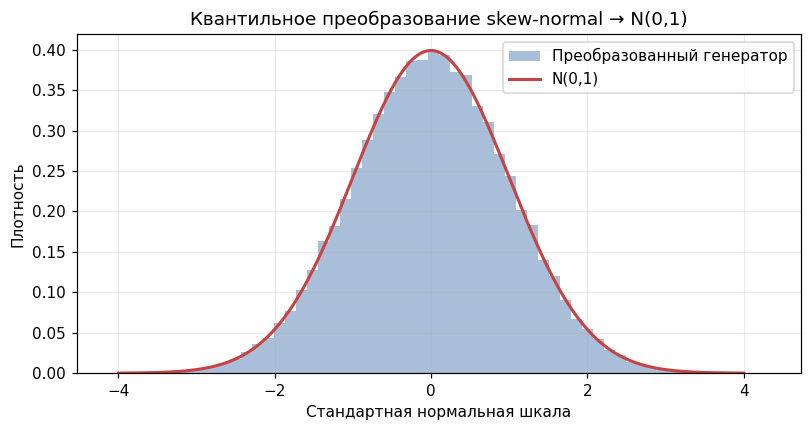 Квантильное преобразование skew-normal → N(0,1)
Преобразованный генератор
N(0,1)
Плотность
0.40
0.35
0.30
0.25
0.20
0.15
0.10
0.05
0.00
−4
−2
0
2
4
Стандартная нормальная шкала